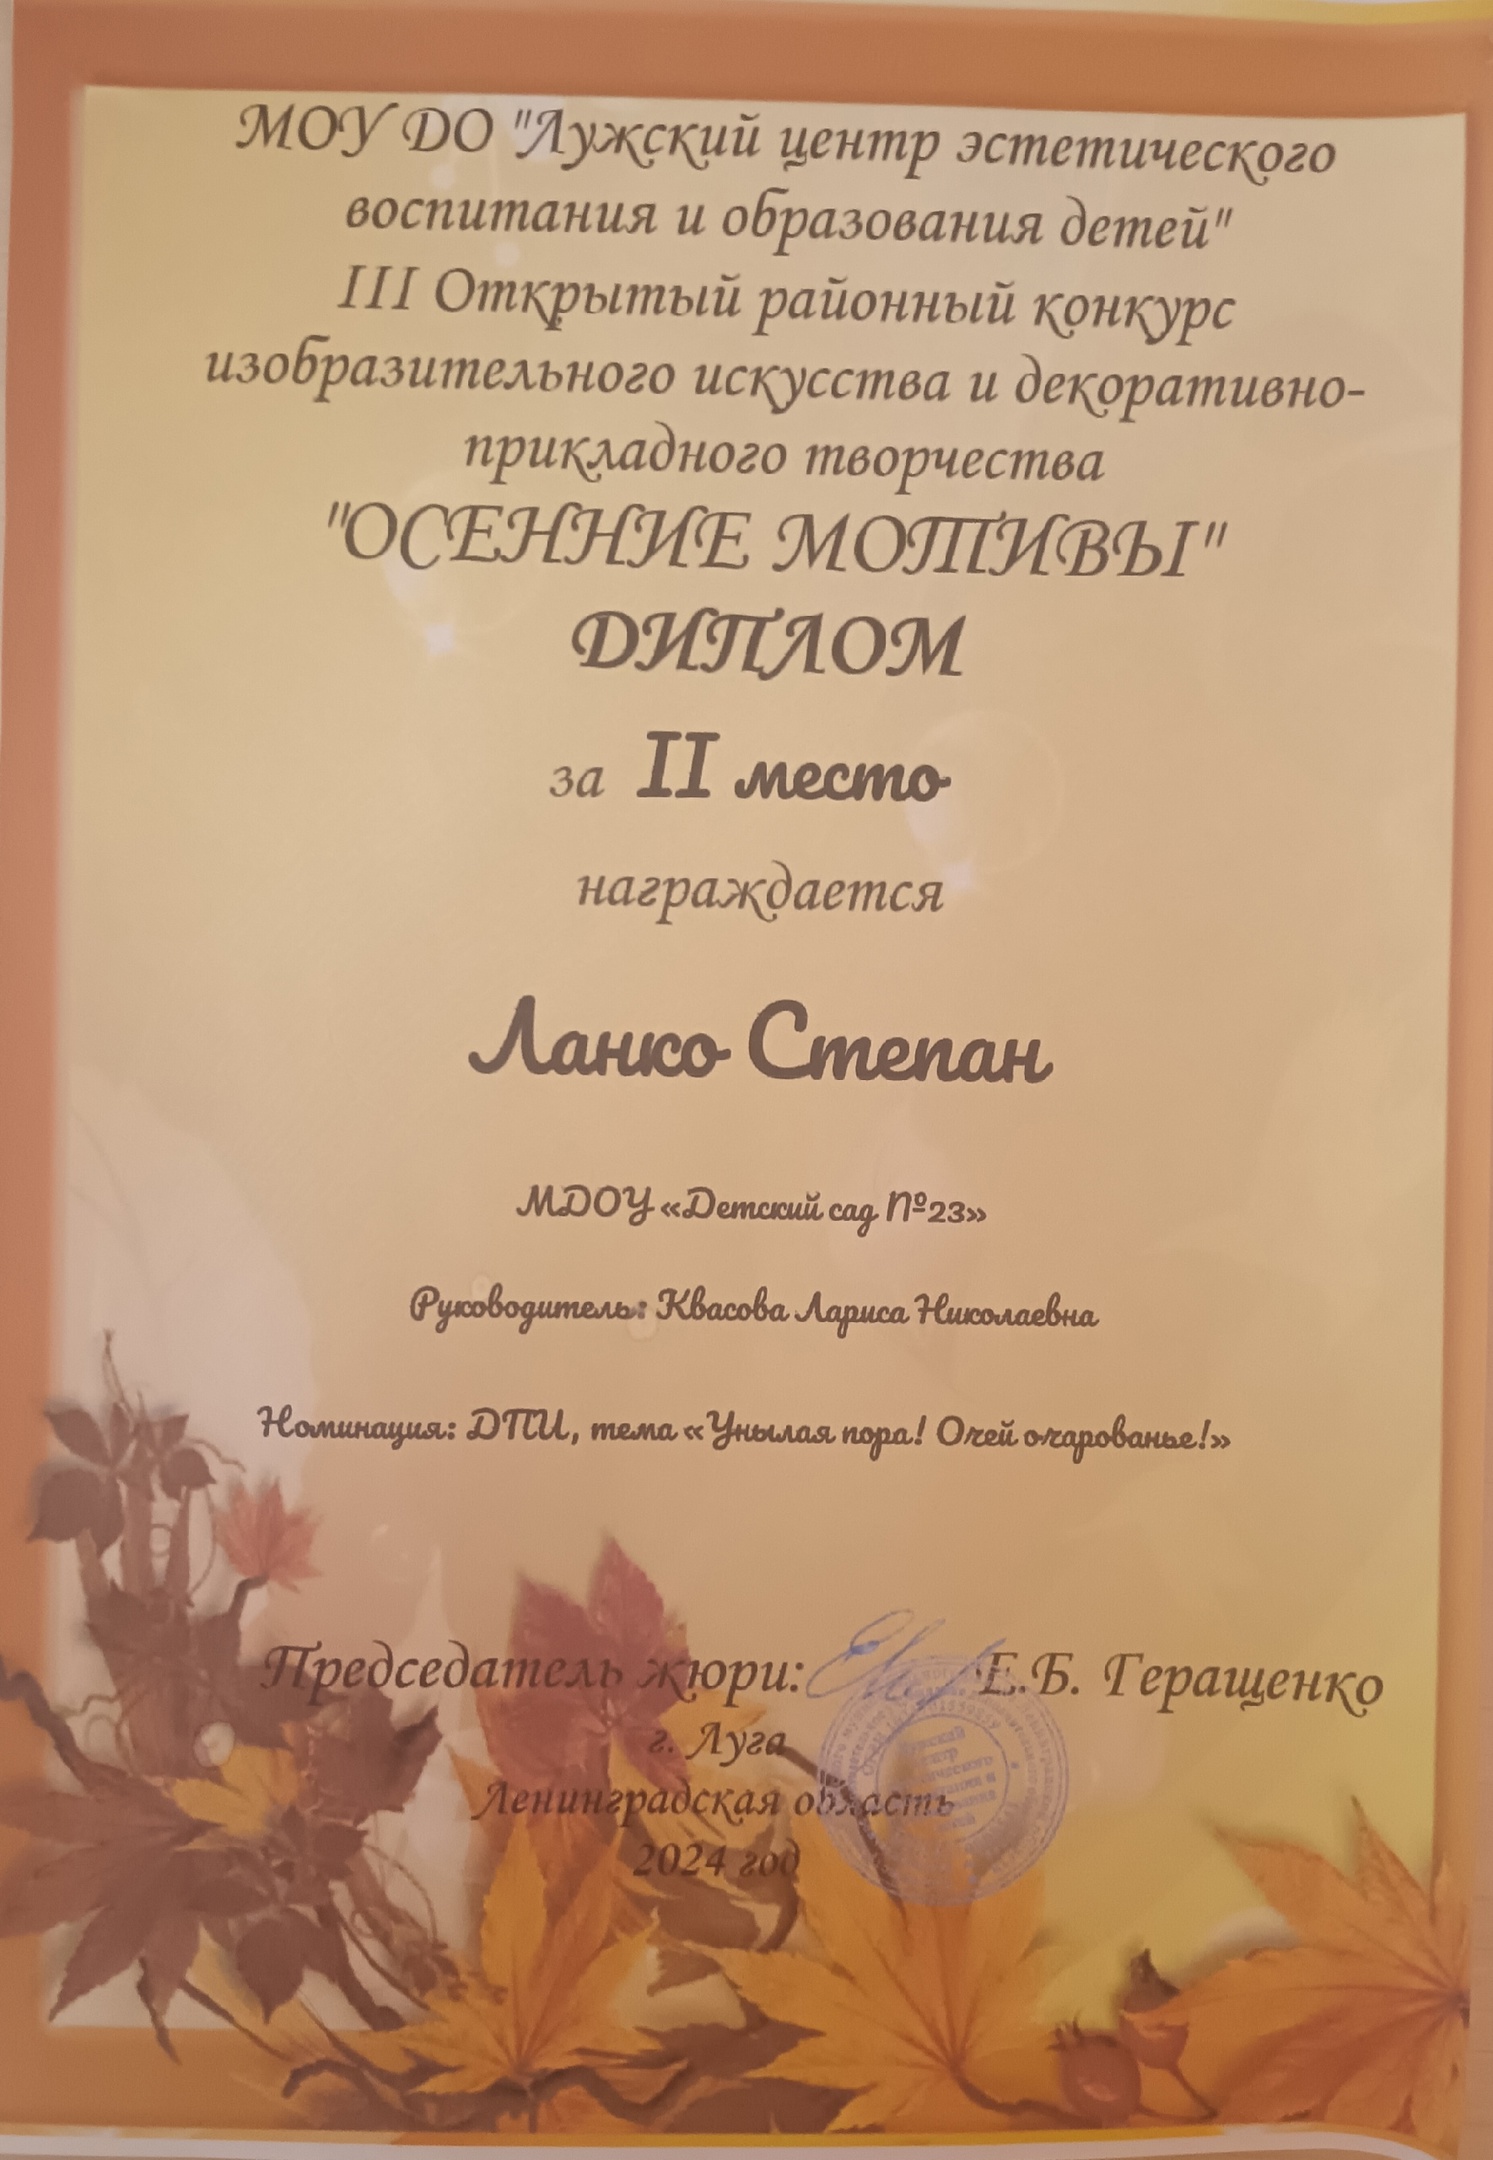 МОУ ДО "Лужский центр эстетического
воспитания и образования детей"
III Открытый районный конкурс
изобразительного искусства и декоративно-
прикладного творчества
"ОСЕННИЕ МОТИВЫ"
ДИПЛОМ
за II место
награждается
Ланко Степан
МДОУ «Детский сад №23»
Руководитель: Квасова Лариса Николаевна
Номинация: ДПИ, тема «Унылая пора! Очей очарованье!»
Председатель жюри: Е.Б. Геращенко
г. Луга
Ленинградская область
2024 год